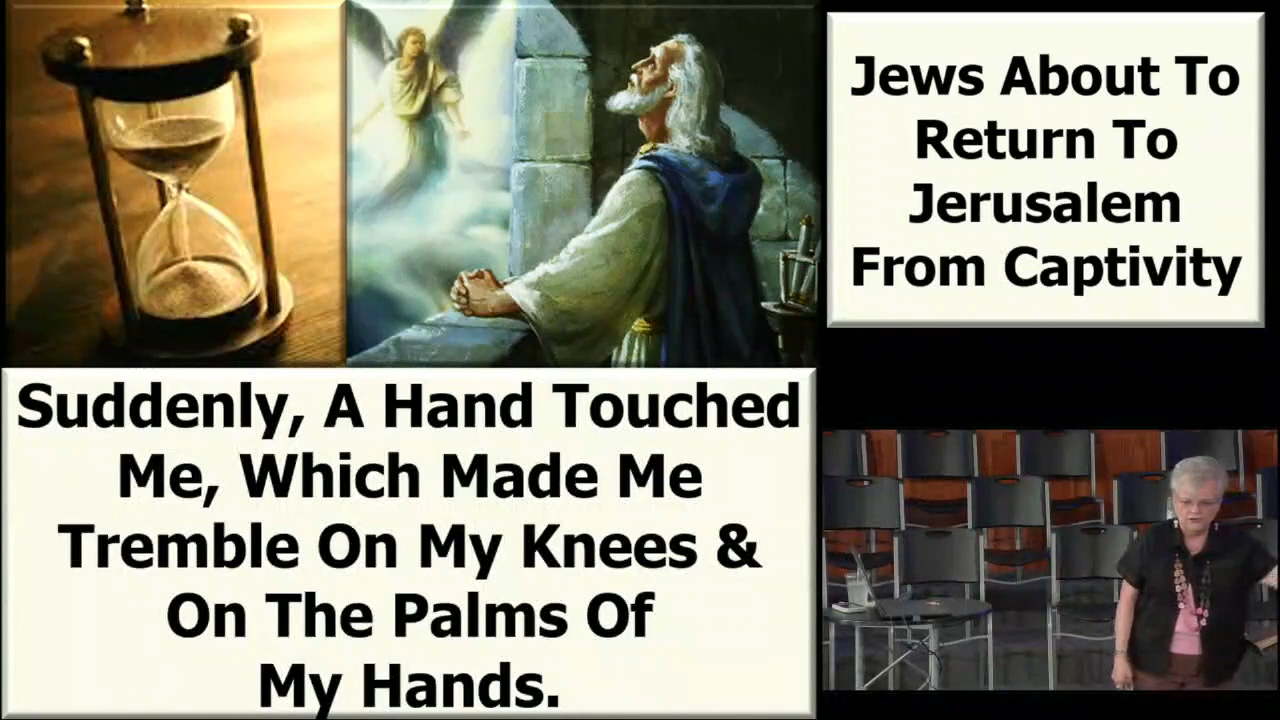 Jews About To
Return To
Jerusalem
From Captivity
Suddenly, A Hand Touched
Me, Which Made Me
Tremble On My Knees &
On The Palms Of
My Hands.